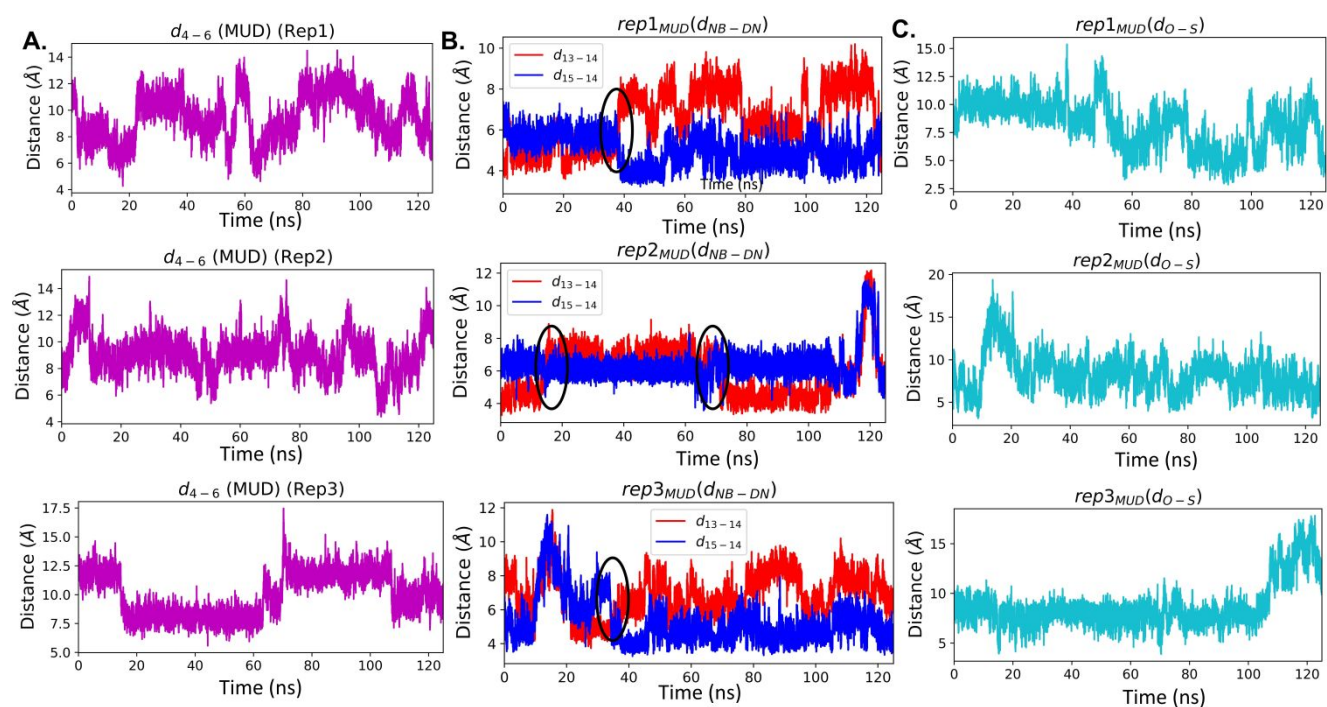 A.
d4−6 (MUD) (Rep1)
Distance (Å)
14
12
10
8
6
4
0 20 40 60 80 100 120
Time (ns)
d4−6 (MUD) (Rep2)
Distance (Å)
14
12
10
8
6
4
0 20 40 60 80 100 120
Time (ns)
d4−6 (MUD) (Rep3)
Distance (Å)
17.5
15.0
12.5
10.0
7.5
5.0
0 20 40 60 80 100 120
Time (ns)
B.
rep1MUD(dNB−DN)
d13−14
d15−14
Distance (Å)
10
8
6
4
Time (ns)
0 20 40 60 80 100 120
Time (ns)
rep2MUD(dNB−DN)
d13−14
d15−14
Distance (Å)
12
10
8
6
4
0 20 40 60 80 100 120
Time (ns)
rep3MUD(dNB−DN)
d13−14
d15−14
Distance (Å)
12
10
8
6
4
0 20 40 60 80 100 120
Time (ns)
C.
rep1MUD(dO−S)
Distance (Å)
15.0
12.5
10.0
7.5
5.0
2.5
0 20 40 60 80 100 120
Time (ns)
rep2MUD(dO−S)
Distance (Å)
20
15
10
5
0 20 40 60 80 100 120
Time (ns)
rep3MUD(dO−S)
Distance (Å)
15
10
5
0 20 40 60 80 100 120
Time (ns)